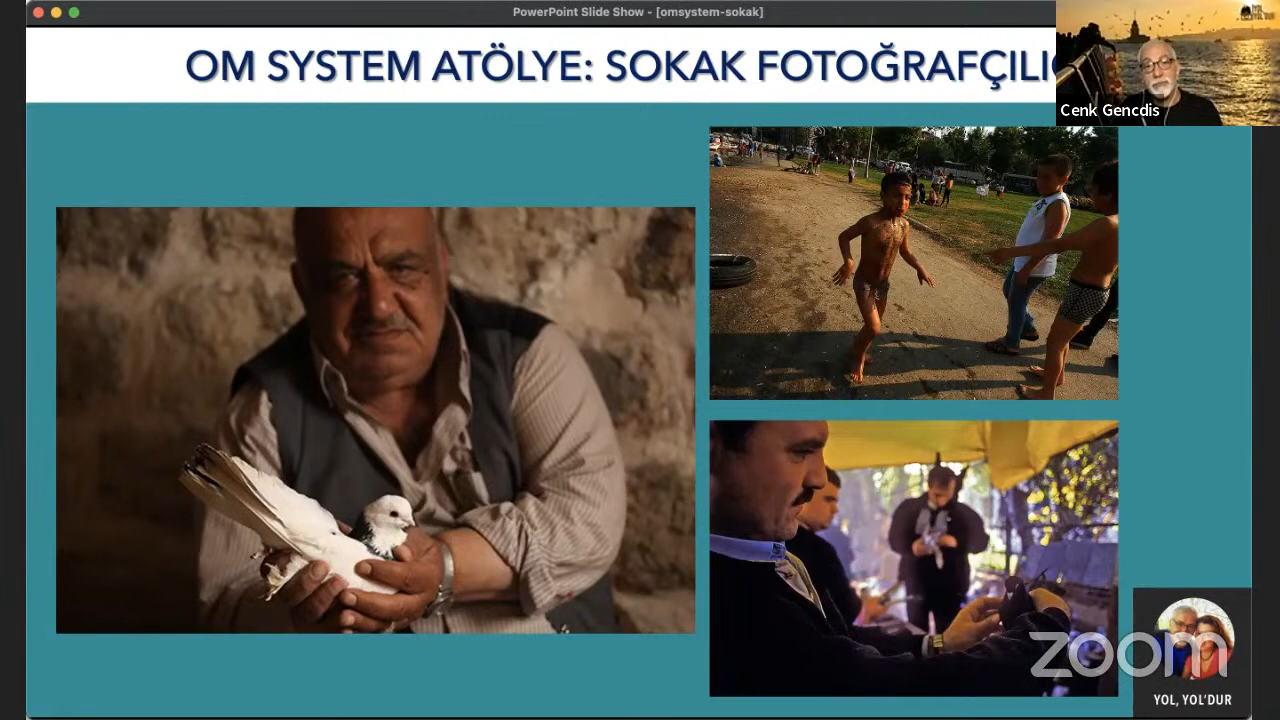 PowerPoint Slide Show - [omsystem-sokak]
OM SYSTEM ATÖLYE: SOKAK FOTOĞRAFÇILI
Cenk Gencdis
zoom
YOL, YOL'DUR